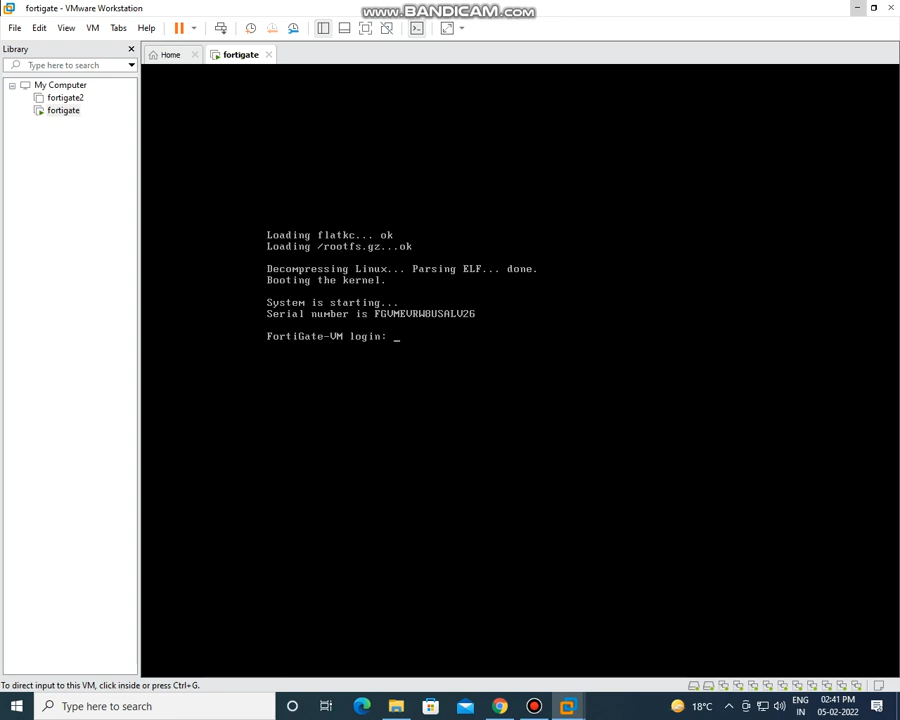 fortigate - VMware Workstation
www.BANDICAM.com
File Edit View VM Tabs Help
Library
Home
fortigate
Type here to search
My Computer
fortigate2
fortigate
Loading flatkc... ok
Loading /rootfs.gz...ok
Decompressing Linux... Parsing ELF... done.
Booting the kernel.
System is starting...
Serial number is FGVMEVRW8USALV26
FortiGate-VM login: _
To direct input to this VM, click inside or press Ctrl+G.
Type here to search
18°C
ENG
IN
02:41 PM
05-02-2022